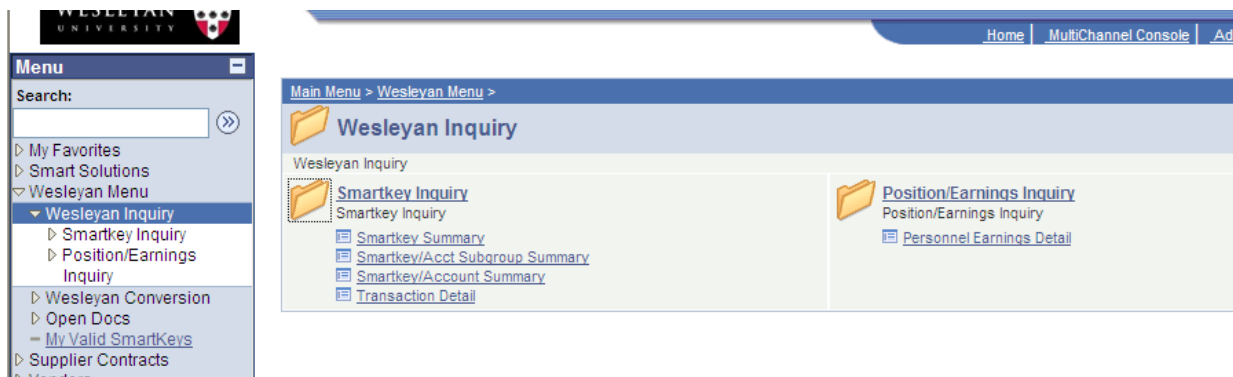 WESLEYAN
UNIVERSITY
Home MultiChannel Console
Menu
Search:
My Favorites
Smart Solutions
Wesleyan Menu
Wesleyan Inquiry
Smartkey Inquiry
Position/Earnings
Inquiry
Wesleyan Conversion
Open Docs
My Valid SmartKeys
Supplier Contracts
Main Menu > Wesleyan Menu >
Wesleyan Inquiry
Wesleyan Inquiry
Smartkey Inquiry
Smartkey Inquiry
Smartkey Summary
Smartkey/Acct Subgroup Summary
Smartkey/Account Summary
Transaction Detail
Position/Earnings Inquiry
Position/Earnings Inquiry
Personnel Earnings Detail